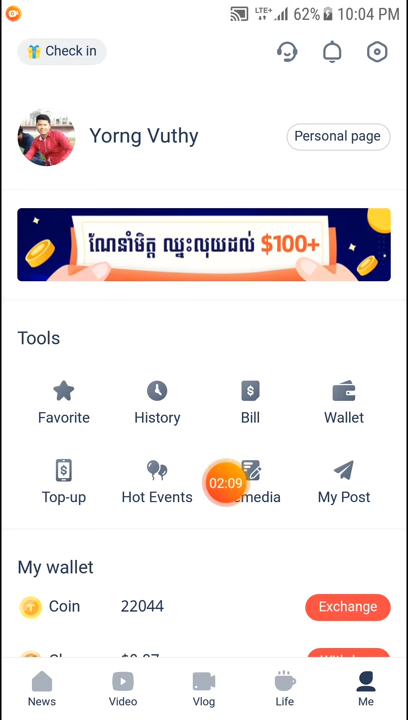 LTE+ 62% 10:04 PM
Check in
Yorng Vuthy
Personal page
ណែនាំមិត្ត ឈ្នះលុយដល់ $100+
Tools
Favorite History Bill Wallet
Top-up Hot Events media My Post
02:09
My wallet
Coin 22044 Exchange
News Video Vlog Life Me